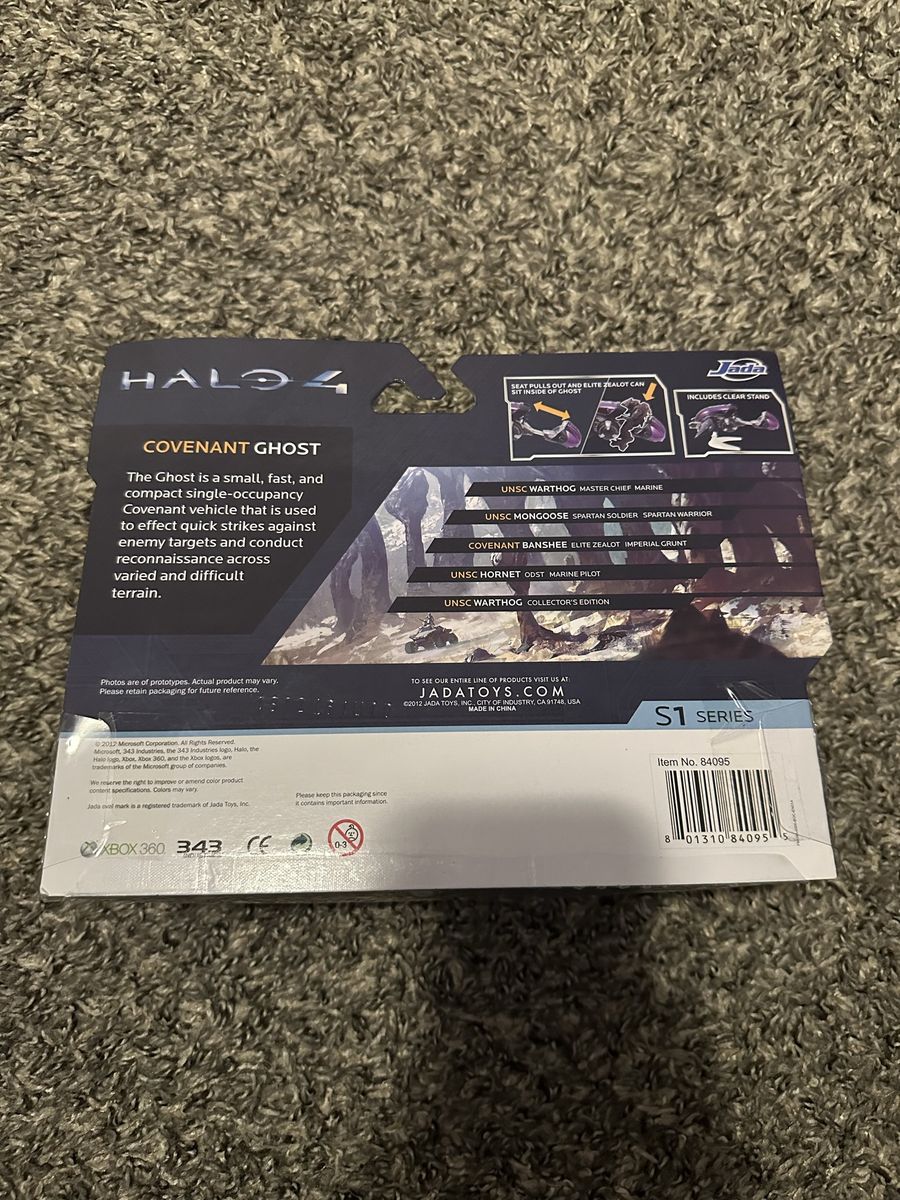 HALO 4
Jada
SEAT PULLS OUT AND ELITE ZEALOT CAN
SIT INSIDE OF GHOST
INCLUDES CLEAR STAND
COVENANT GHOST
The Ghost is a small, fast, and
compact single-occupancy
Covenant vehicle that is used
to effect quick strikes against
enemy targets and conduct
reconnaissance across
varied and difficult
terrain.
UNSC WARTHOG MASTER CHIEF MARINE
UNSC MONGOOSE SPARTAN SOLDIER SPARTAN WARRIOR
COVENANT BANSHEE ELITE ZEALOT IMPERIAL GRUNT
UNSC HORNET ODST MARINE PILOT
UNSC WARTHOG COLLECTOR'S EDITION
Photos are of prototypes. Actual product may vary.
Please retain packaging for future reference.
TO SEE OUR ENTIRE LINE OF PRODUCTS VISIT US AT:
JADATOYS.COM
©2012 JADA TOYS, INC., CITY OF INDUSTRY, CA 91748, USA
MADE IN CHINA
S1 SERIES
© 2012 Microsoft Corporation. All Rights Reserved.
Microsoft, 343 Industries, the 343 Industries logo, Halo, the
Halo logo, Xbox, Xbox 360, and the Xbox logos, are
trademarks of the Microsoft group of companies.
We reserve the right to improve or amend color product
content specifications. Colors may vary.
Jada oval mark is a registered trademark of Jada Toys, Inc.
Please keep this packaging since
it contains important information.
Item No. 84095
8 01310 84095 5
XBOX 360
343
INDUSTRIES
CE
0-3